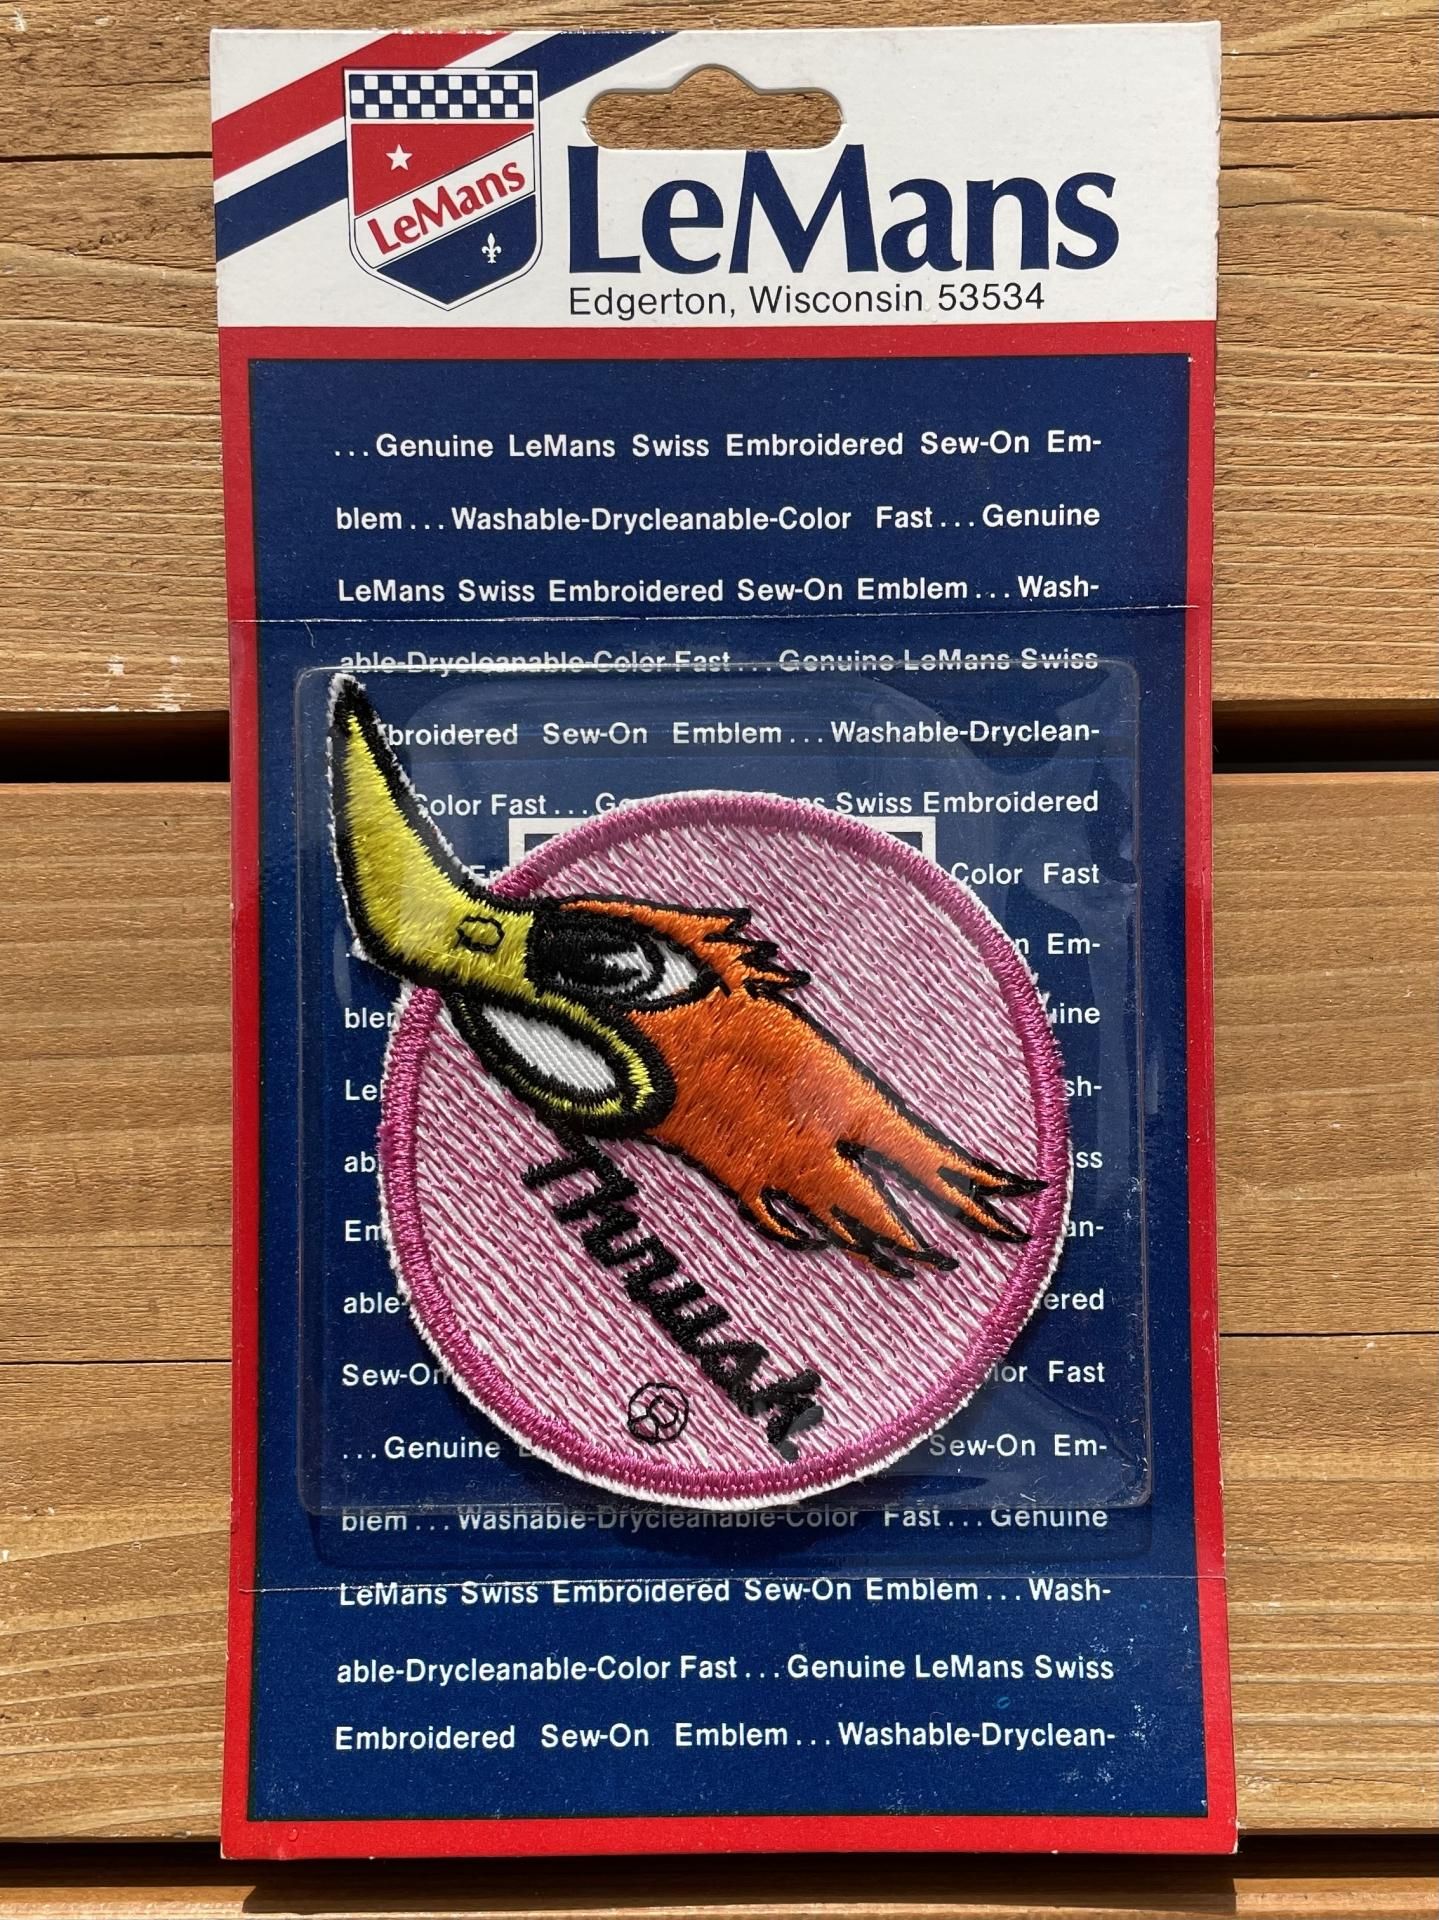 LeMans
LeMans
Edgerton, Wisconsin 53534
...Genuine LeMans Swiss Embroidered Sew-On Em-
blem...Washable-Drycleanable-Color Fast...Genuine
LeMans Swiss Embroidered Sew-On Emblem...Wash-
able-Drycleanable-Color Fast...Genuine LeMans Swiss
broidered Sew-On Emblem...Washable-Dryclean-
Color Fast...Swiss Embroidered
Color Fast
Em-
Thrush
®
Sew-On
Fast
...Genuine Sew-On Em-
blem...Washable-Drycleanable-Color Fast...Genuine
LeMans Swiss Embroidered Sew-On Emblem...Wash-
able-Drycleanable-Color Fast...Genuine LeMans Swiss
Embroidered Sew-On Emblem...Washable-Dryclean-